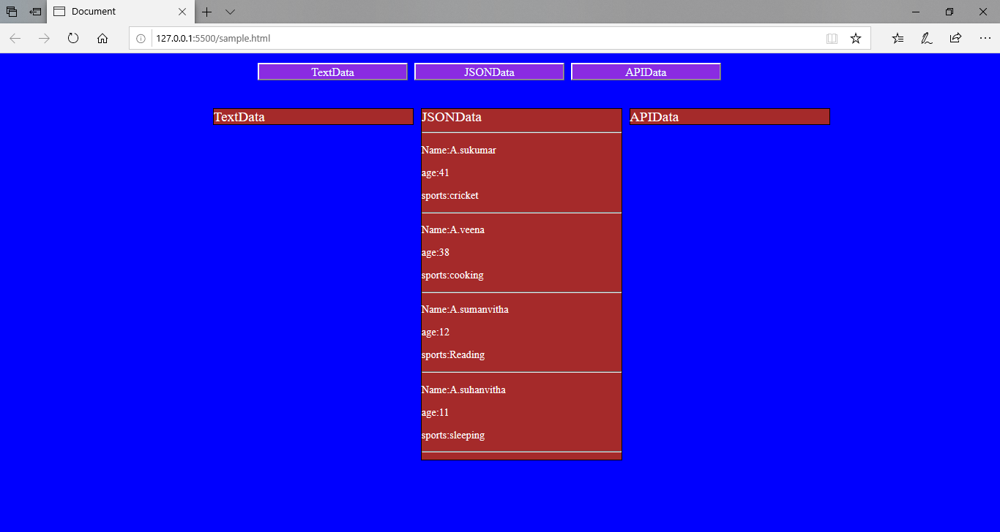 Document
127.0.0.1:5500/sample.html
TextData
JSONData
APIData
TextData
JSONData
APIData
Name:A.sukumar
age:41
sports:cricket
Name:A.veena
age:38
sports:cooking
Name:A.sumanvitha
age:12
sports:Reading
Name:A.suhanvitha
age:11
sports:sleeping